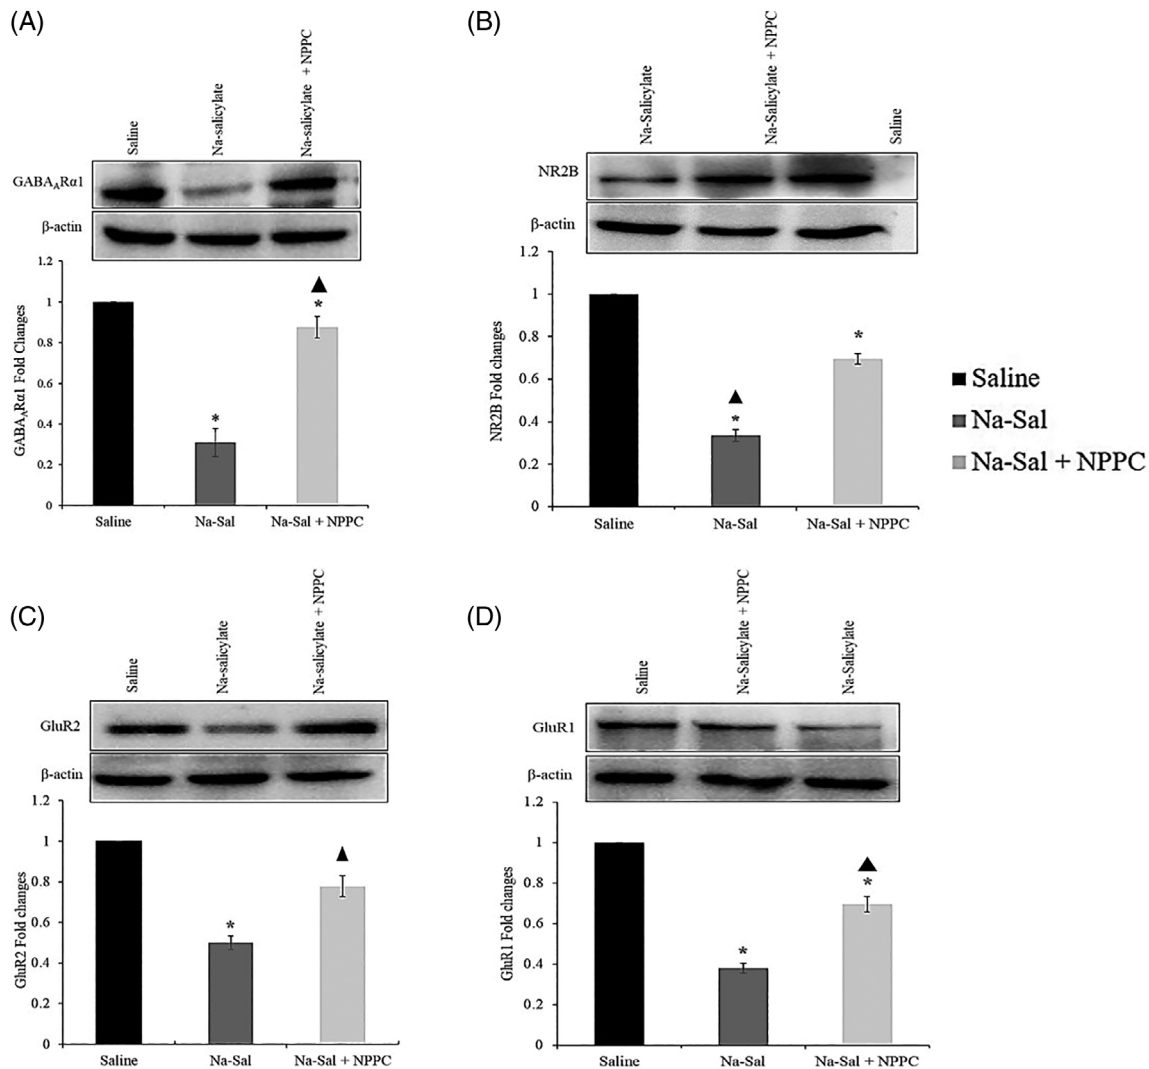 (A)
Saline
Na-salicylate
Na-salicylate + NPPC
GABA_ARα1
β-actin
GABA_ARα1 Fold Changes
1.2
1
0.8
0.6
0.4
0.2
0
▲
*
*
Saline
Na-Sal
Na-Sal + NPPC
(B)
Na-Salicylate
Na-Salicylate + NPPC
Saline
NR2B
β-actin
NR2B Fold changes
1.2
1
0.8
0.6
0.4
0.2
0
▲
*
*
Saline
Na-Sal
Na-Sal + NPPC
Saline
Na-Sal
Na-Sal + NPPC
(C)
Saline
Na-salicylate
Na-salicylate + NPPC
GluR2
β-actin
GluR2 Fold changes
1.2
1
0.8
0.6
0.4
0.2
0
▲
*
Saline
Na-Sal
Na-Sal + NPPC
(D)
Saline
Na-Salicylate + NPPC
Na-Salicylate
GluR1
β-actin
GluR1 Fold changes
1.2
1
0.8
0.6
0.4
0.2
0
▲
*
*
Saline
Na-Sal
Na-Sal + NPPC